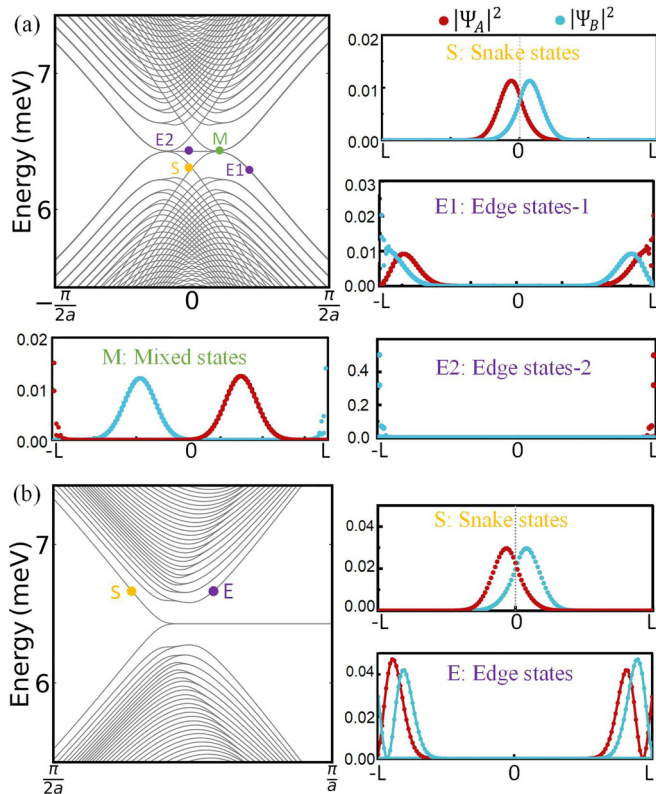 (a)
Energy (meV)
7
6
E2
M
S
E1
−π/2a
0
π/2a
|Ψ_A|²
|Ψ_B|²
S: Snake states
0.02
0.01
0.00
L
0
L
E1: Edge states-1
0.03
0.02
0.01
0.00
-L
0
L
M: Mixed states
0.02
0.01
0.00
-L
0
L
E2: Edge states-2
0.4
0.2
0.0
-L
0
L
(b)
Energy (meV)
7
6
S
E
π/2a
π/a
S: Snake states
0.04
0.02
0.00
L
0
L
E: Edge states
0.04
0.02
0.00
-L
0
L